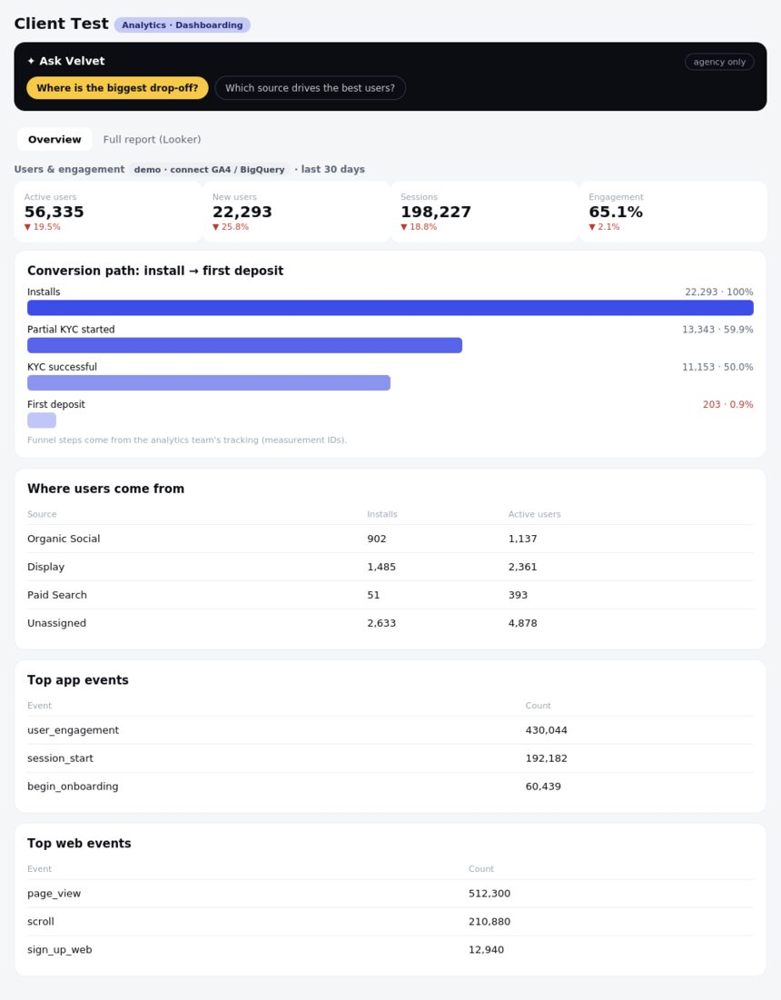 Client Test Analytics · Dashboarding
✦ Ask Velvet agency only
Where is the biggest drop-off? Which source drives the best users?
Overview Full report (Looker)
Users & engagement demo · connect GA4 / BigQuery · last 30 days
Active users New users Sessions Engagement
56,335 22,293 198,227 65.1%
▼ 19.5% ▼ 25.8% ▼ 18.8% ▼ 2.1%
Conversion path: install → first deposit
Installs 22,293 · 100%
Partial KYC started 13,343 · 59.9%
KYC successful 11,153 · 50.0%
First deposit 203 · 0.9%
Funnel steps come from the analytics team's tracking (measurement IDs).
Where users come from
Source Installs Active users
Organic Social 902 1,137
Display 1,485 2,361
Paid Search 51 393
Unassigned 2,633 4,878
Top app events
Event Count
user_engagement 430,044
session_start 192,182
begin_onboarding 60,439
Top web events
Event Count
page_view 512,300
scroll 210,880
sign_up_web 12,940